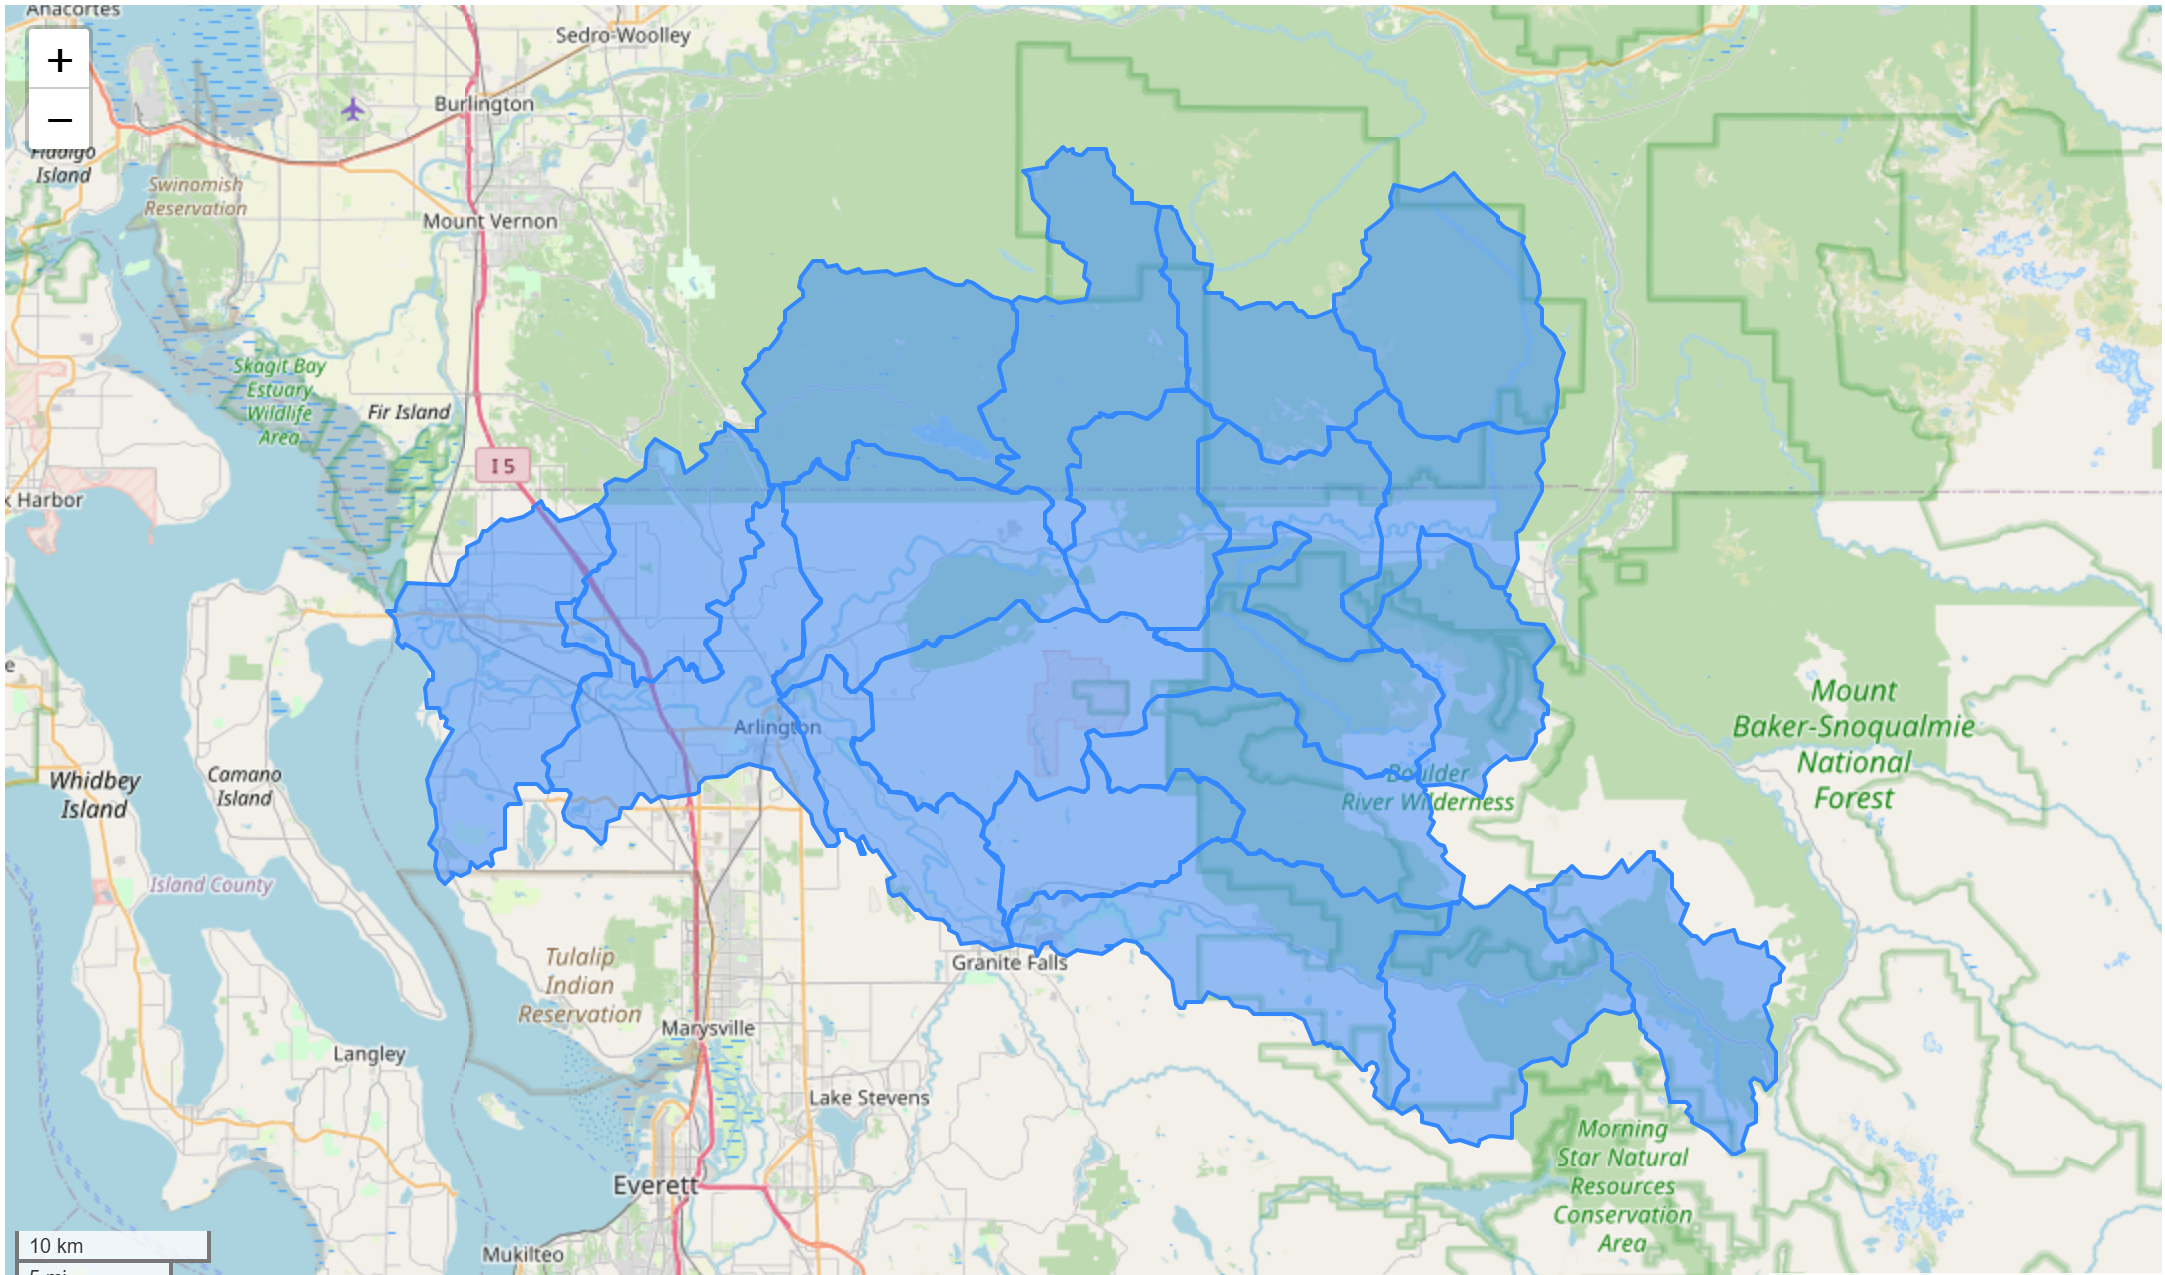 Anacortes
Sedro-Woolley
+
Burlington
−
Fidalgo
Island
Swinomish
Reservation
Mount Vernon
Skagit Bay
Estuary
Wildlife
Area
Fir Island
I 5
k Harbor
e
Arlington
Mount
Baker-Snoqualmie
National
Forest
Whidbey
Island
Camano
Island
Boulder
River Wilderness
Island County
Tulalip
Indian
Reservation
Granite Falls
Marysville
Langley
Lake Stevens
Morning
Star Natural
Resources
Conservation
Area
Everett
Mukilteo
10 km
5 mi